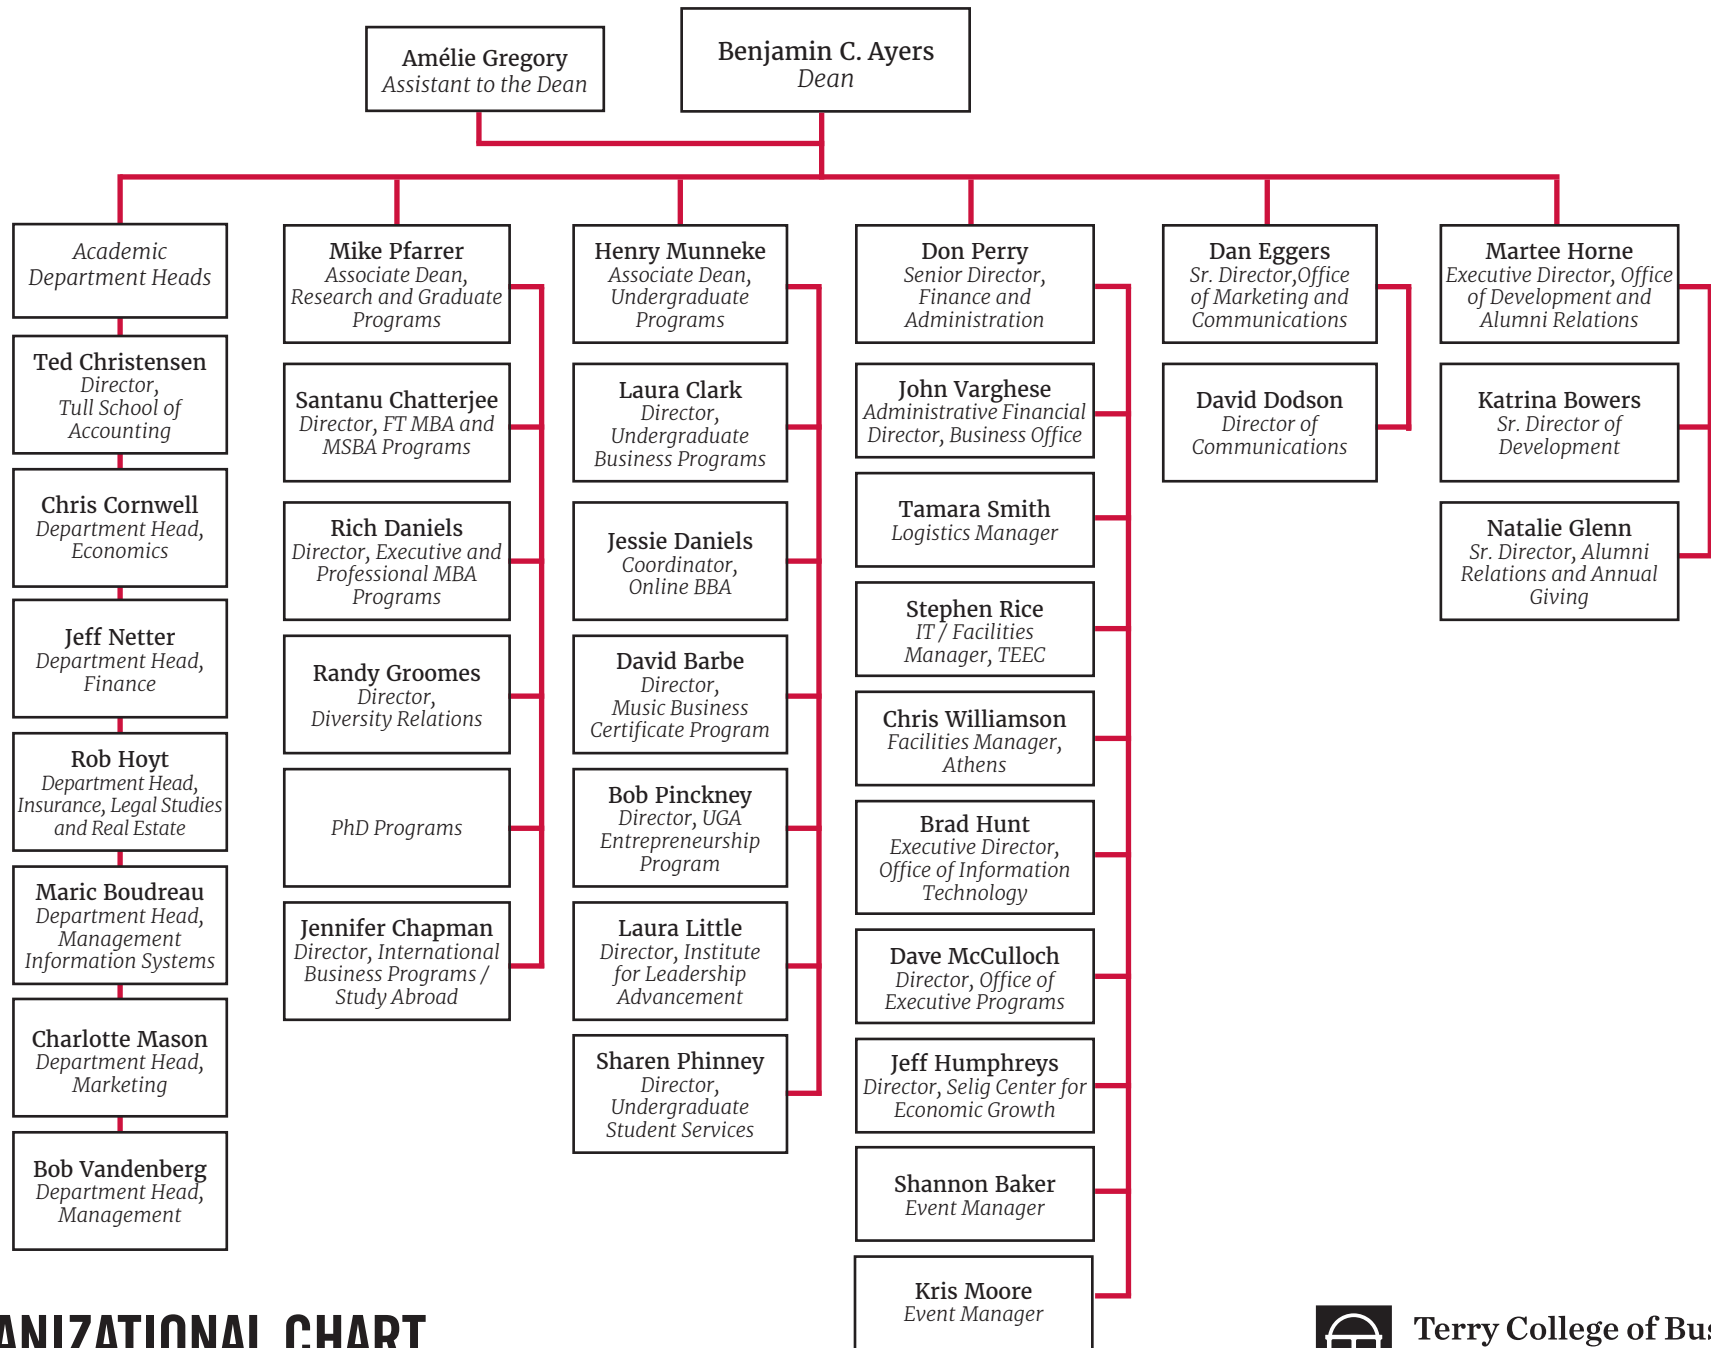 Amélie Gregory
Assistant to the Dean
Benjamin C. Ayers
Dean
Academic
Department Heads
Ted Christensen
Director,
Tull School of
Accounting
Chris Cornwell
Department Head,
Economics
Jeff Netter
Department Head,
Finance
Rob Hoyt
Department Head,
Insurance, Legal Studies
and Real Estate
Maric Boudreau
Department Head,
Management
Information Systems
Charlotte Mason
Department Head,
Marketing
Bob Vandenberg
Department Head,
Management
Mike Pfarrer
Associate Dean,
Research and Graduate
Programs
Santanu Chatterjee
Director, FT MBA and
MSBA Programs
Rich Daniels
Director, Executive and
Professional MBA
Programs
Randy Groomes
Director,
Diversity Relations
PhD Programs
Jennifer Chapman
Director, International
Business Programs /
Study Abroad
Henry Munneke
Associate Dean,
Undergraduate
Programs
Laura Clark
Director,
Undergraduate
Business Programs
Jessie Daniels
Coordinator,
Online BBA
David Barbe
Director,
Music Business
Certificate Program
Bob Pinckney
Director, UGA
Entrepreneurship
Program
Laura Little
Director, Institute
for Leadership
Advancement
Sharen Phinney
Director,
Undergraduate
Student Services
Don Perry
Senior Director,
Finance and
Administration
John Varghese
Administrative Financial
Director, Business Office
Tamara Smith
Logistics Manager
Stephen Rice
IT / Facilities
Manager, TEEC
Chris Williamson
Facilities Manager,
Athens
Brad Hunt
Executive Director,
Office of Information
Technology
Dave McCulloch
Director, Office of
Executive Programs
Jeff Humphreys
Director, Selig Center for
Economic Growth
Shannon Baker
Event Manager
Kris Moore
Event Manager
Dan Eggers
Sr. Director,Office
of Marketing and
Communications
David Dodson
Director of
Communications
Martee Horne
Executive Director, Office
of Development and
Alumni Relations
Katrina Bowers
Sr. Director of
Development
Natalie Glenn
Sr. Director, Alumni
Relations and Annual
Giving
ANIZATIONAL CHART
Terry College of Bus